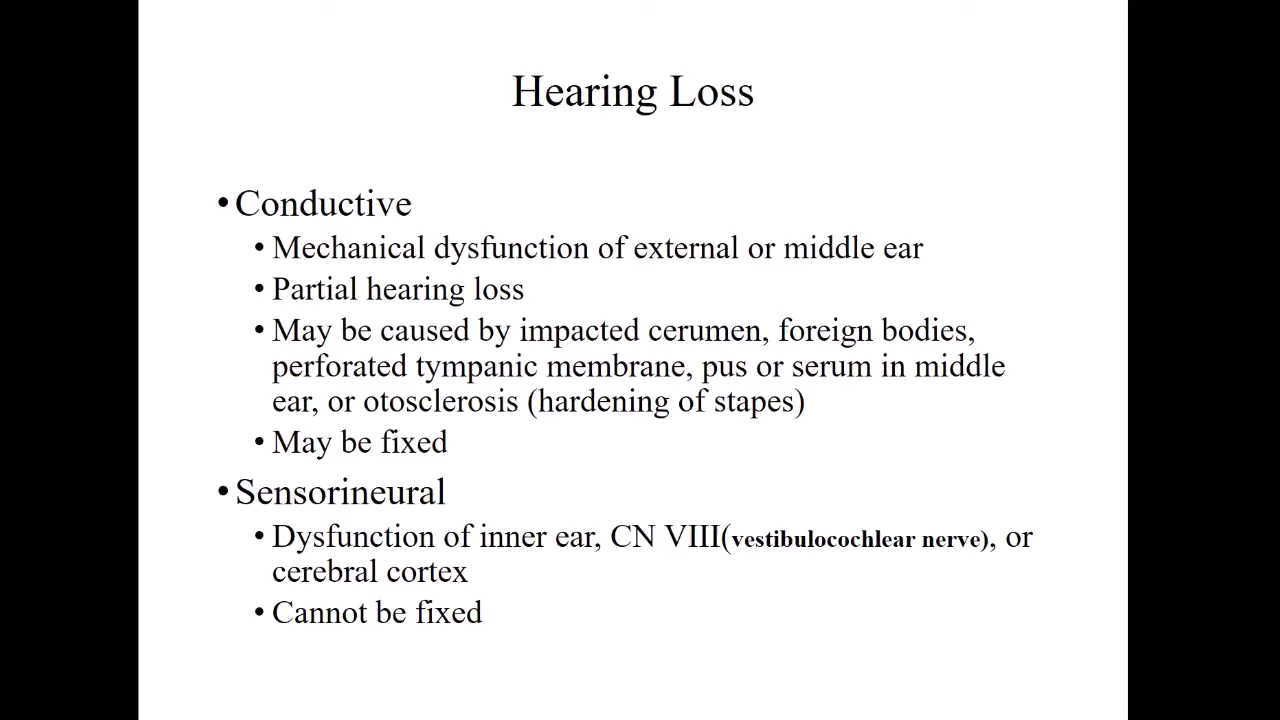 Hearing Loss
•Conductive
•Mechanical dysfunction of external or middle ear
•Partial hearing loss
•May be caused by impacted cerumen, foreign bodies,
perforated tympanic membrane, pus or serum in middle
ear, or otosclerosis (hardening of stapes)
•May be fixed
•Sensorineural
•Dysfunction of inner ear, CN VIII(vestibulocochlear nerve), or
cerebral cortex
•Cannot be fixed